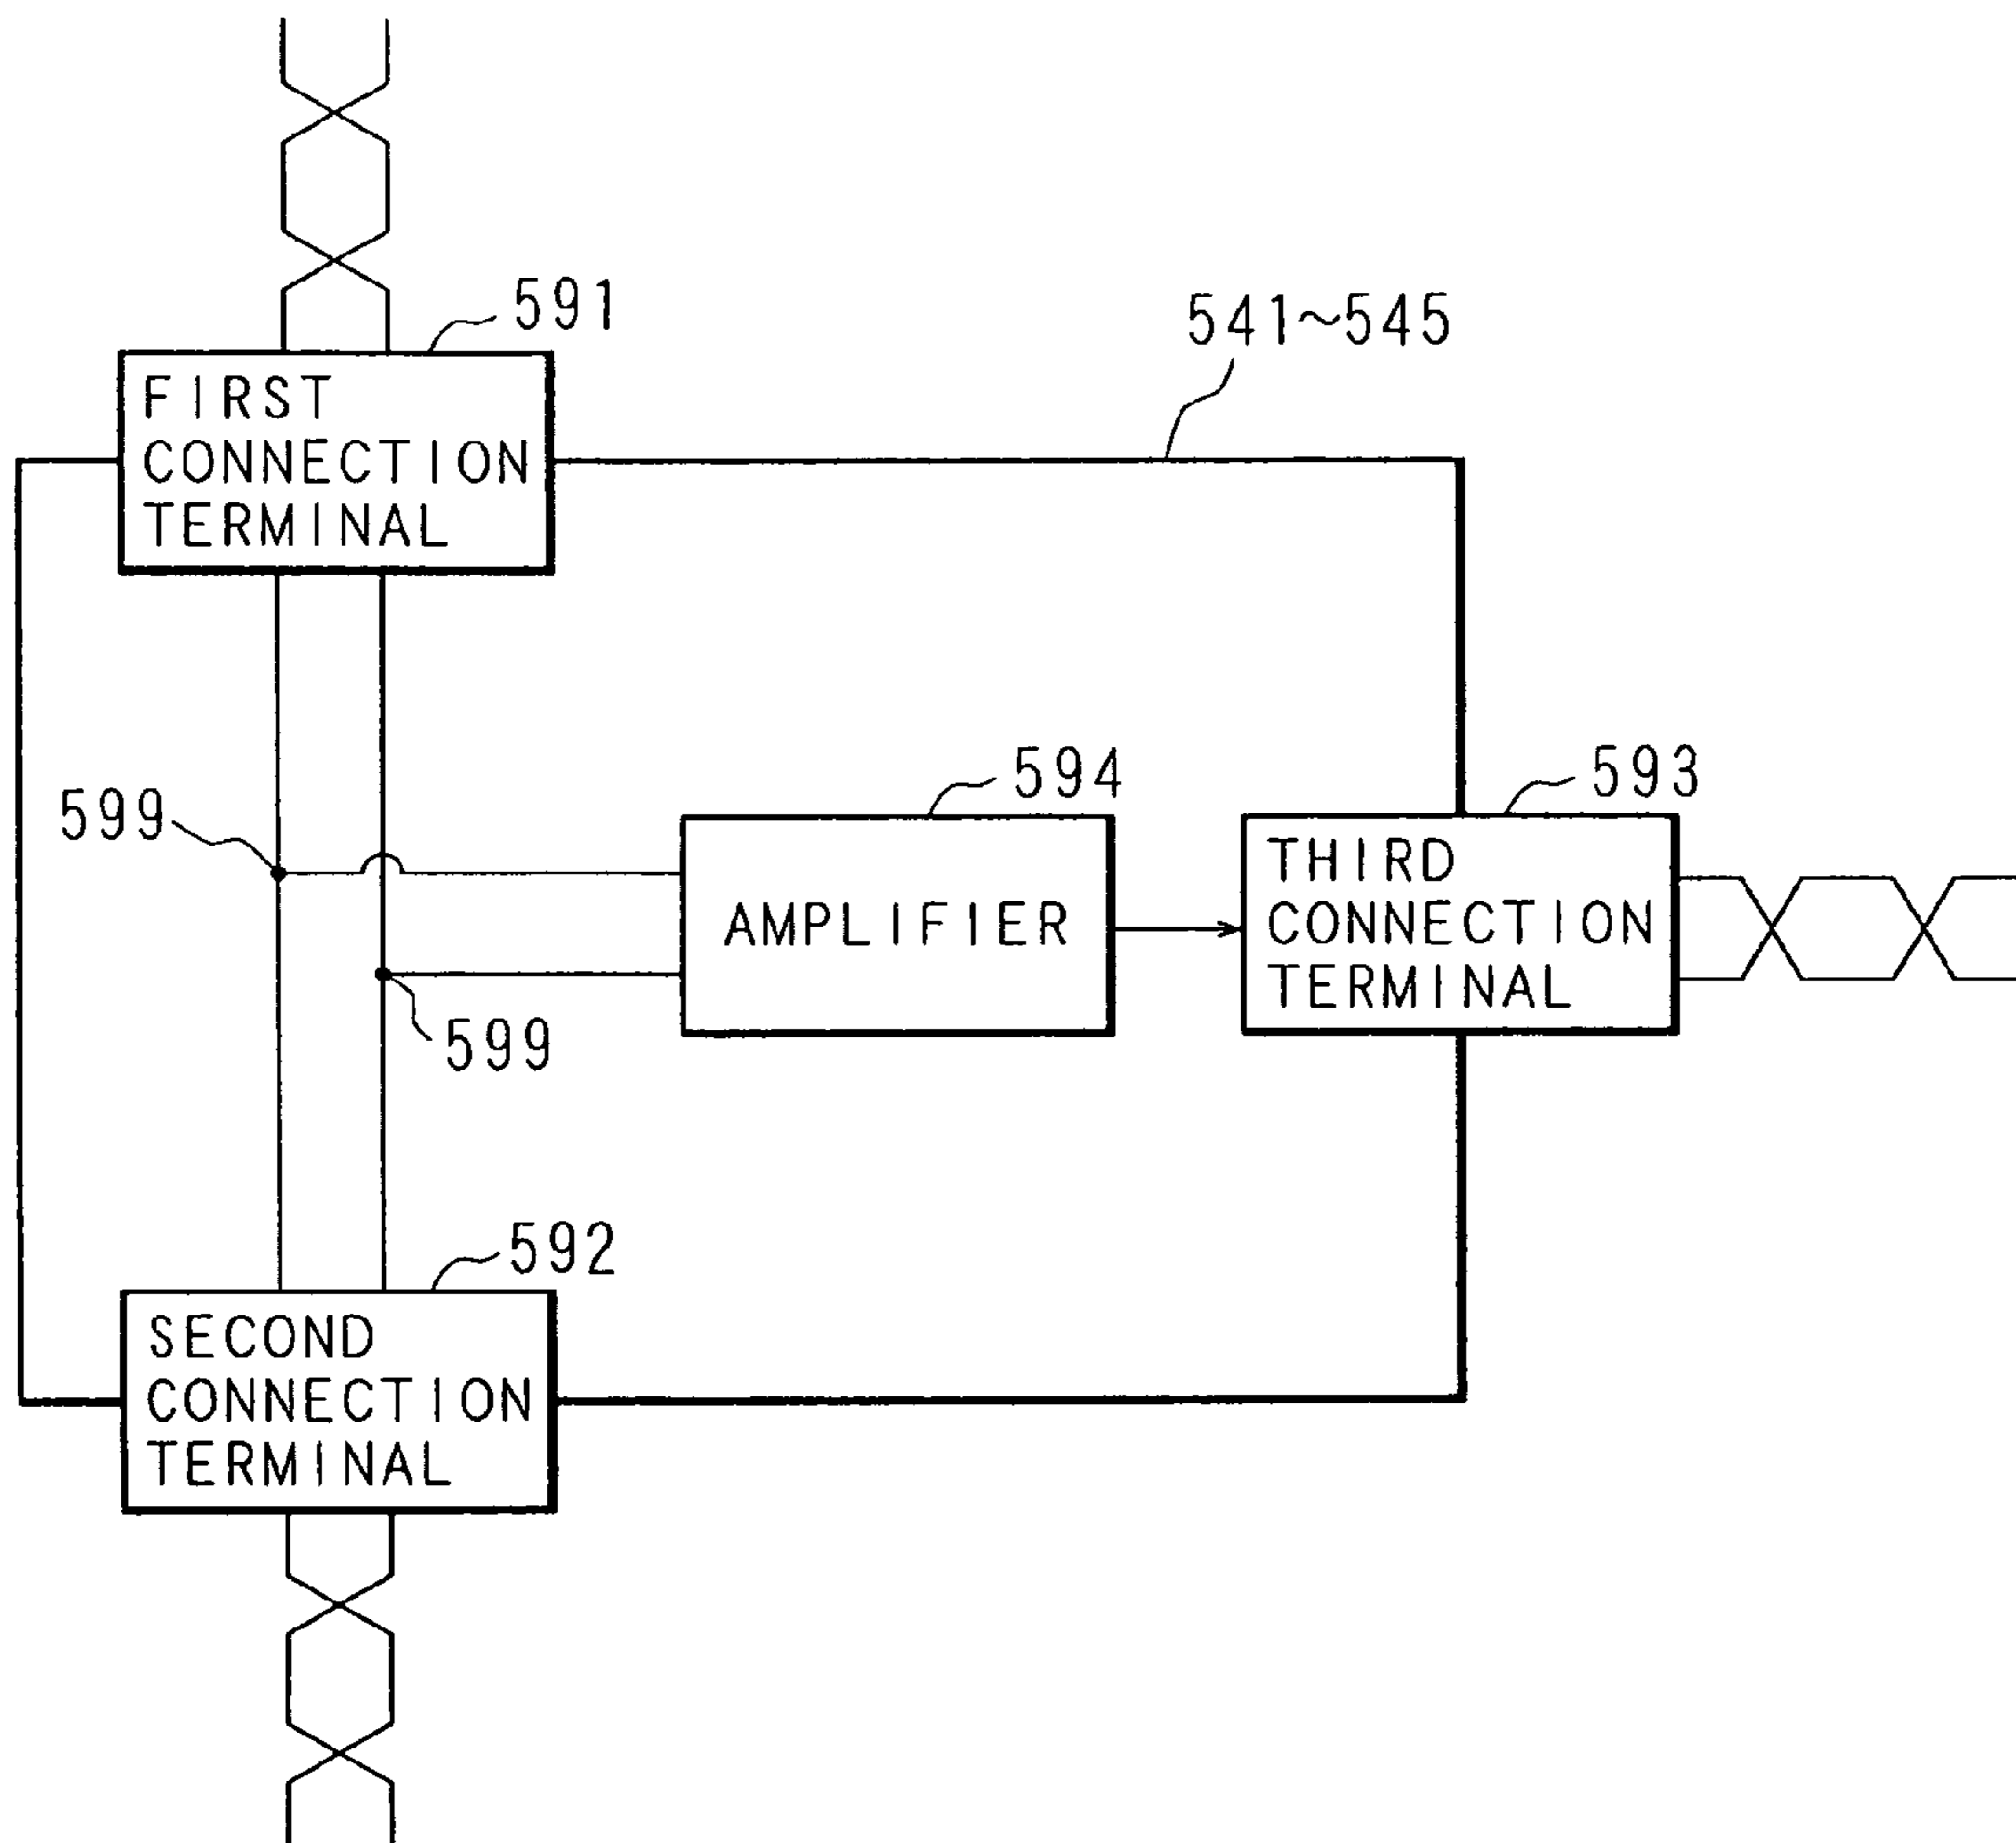 591
541~545
FIRST
CONNECTION
TERMINAL
594
593
599
THIRD
CONNECTION
TERMINAL
AMPLIFIER
599
592
SECOND
CONNECTION
TERMINAL